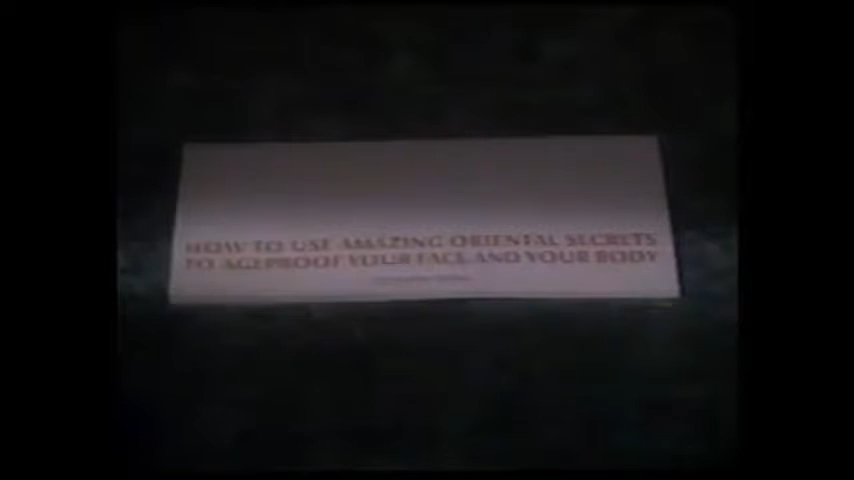 HOW TO USE AMAZING ORIENTAL SECRETS
TO AGEPROOF YOUR FACE AND YOUR BODY